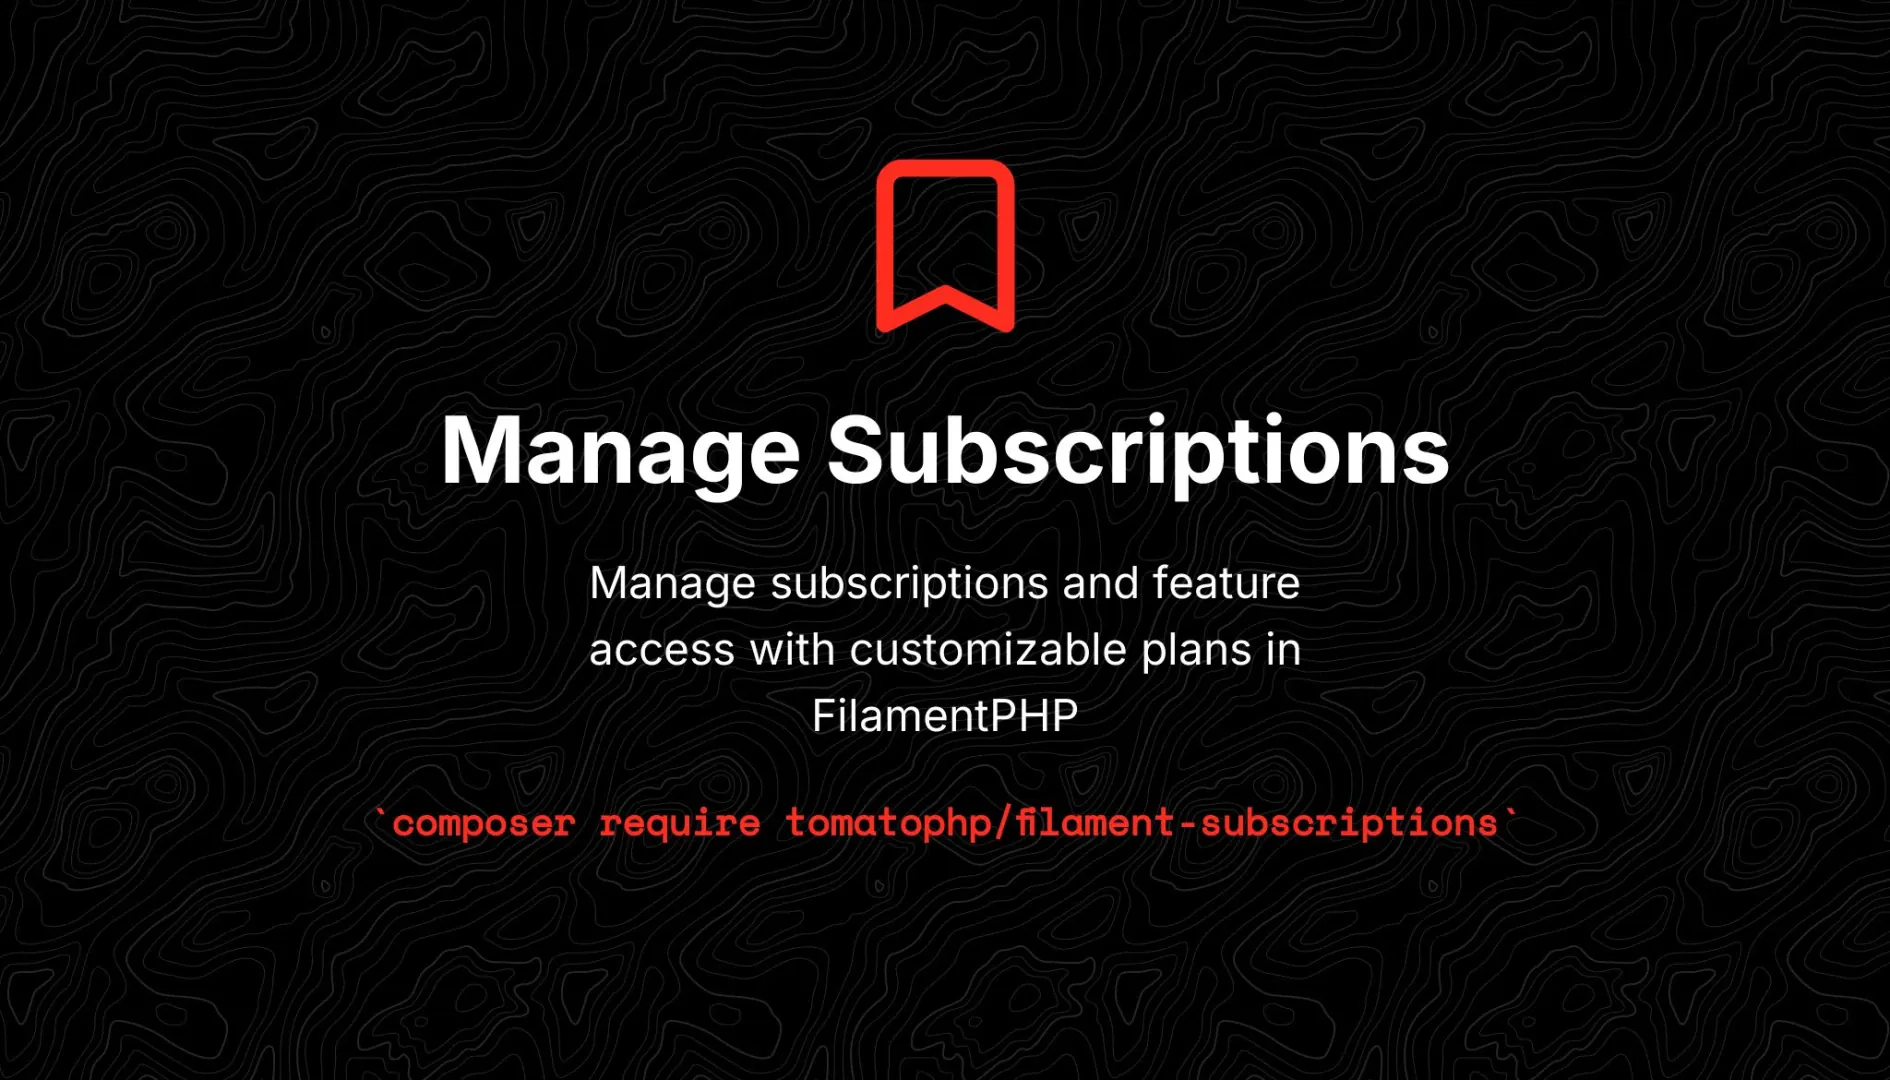 Manage Subscriptions
Manage subscriptions and feature
access with customizable plans in
FilamentPHP
`composer require tomatophp/filament-subscriptions`